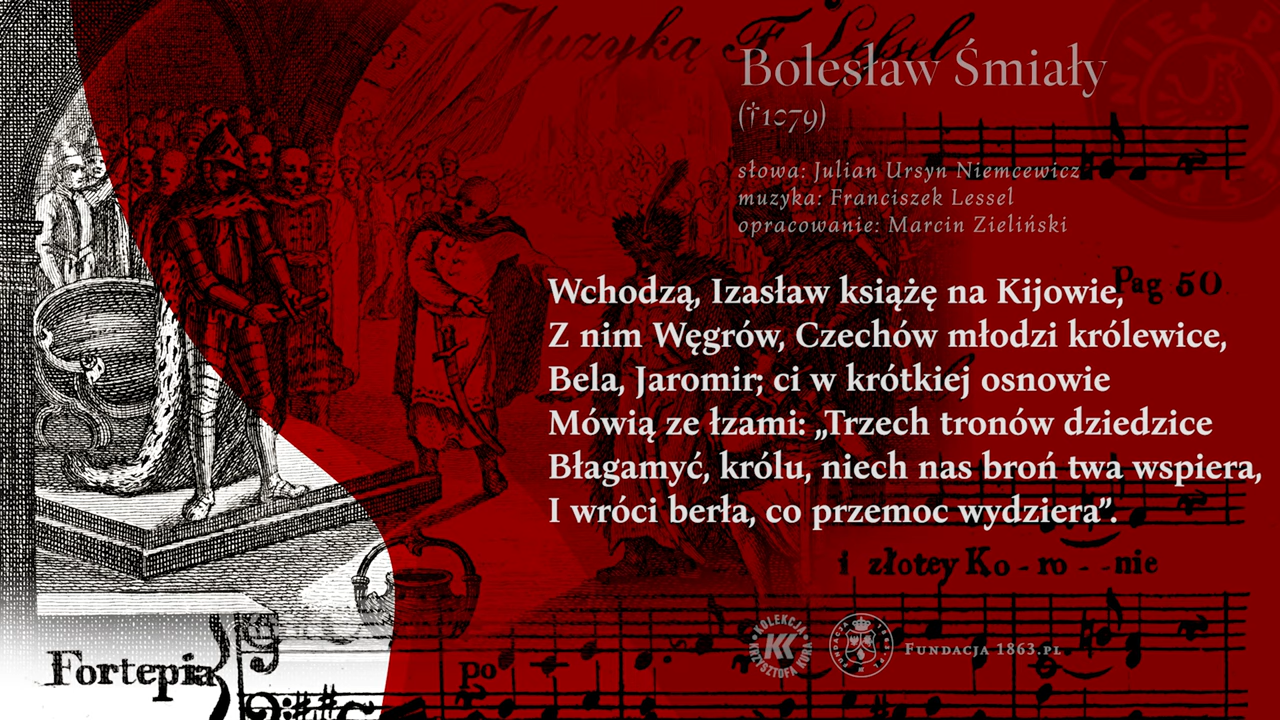 Muzyka F Lessel
Bolesław Śmiały
(†1079)
słowa: Julian Ursyn Niemcewicz
muzyka: Franciszek Lessel
opracowanie: Marcin Zieliński
Pag 50
Wchodzą, Izasław książę na Kijowie,
Z nim Węgrów, Czechów młodzi królewice,
Bela, Jaromir; ci w krótkiej osnowie
Mówią ze łzami: „Trzech tronów dziedzice
Błagamyć, królu, niech nas broń twa wspiera,
I wróci berła, co przemoc wydziera”.
i złotey Ko - ro - - nie
KOLEKCJA
KK
KRZYSZTOFA KURA
FUNDACJA 1863.PL
Fortepia
po